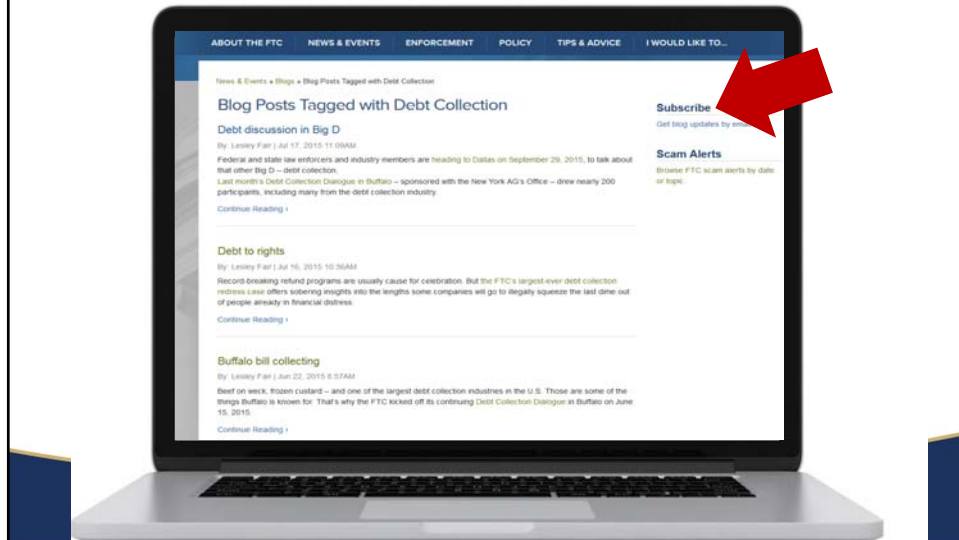 ABOUT THE FTC NEWS & EVENTS ENFORCEMENT POLICY TIPS & ADVICE I WOULD LIKE TO...
News & Events » Blogs » Blog Posts Tagged with Debt Collection
Blog Posts Tagged with Debt Collection
Debt discussion in Big D
By: Lesley Fair | Jul 17, 2015 11:09AM
Federal and state law enforcers and industry members are heading to Dallas on September 29, 2015, to talk about
that other Big D – debt collection.
Last month's Debt Collection Dialogue in Buffalo – sponsored with the New York AG's Office – drew nearly 200
participants, including many from the debt collection industry.
Continue Reading ›
Debt to rights
By: Lesley Fair | Jul 16, 2015 10:36AM
Record-breaking refund programs are usually cause for celebration. But the FTC's largest-ever debt collection
redress case offers sobering insights into the lengths some companies will go to illegally squeeze the last dime out
of people already in financial distress.
Continue Reading ›
Buffalo bill collecting
By: Lesley Fair | Jun 22, 2015 8:57AM
Beef on weck, frozen custard – and one of the largest debt collection industries in the U.S. Those are some of the
things Buffalo is known for. That's why the FTC kicked off its continuing Debt Collection Dialogue in Buffalo on June
15, 2015.
Continue Reading ›
Subscribe
Get blog updates by
Scam Alerts
Browse FTC scam alerts by date
or topic.